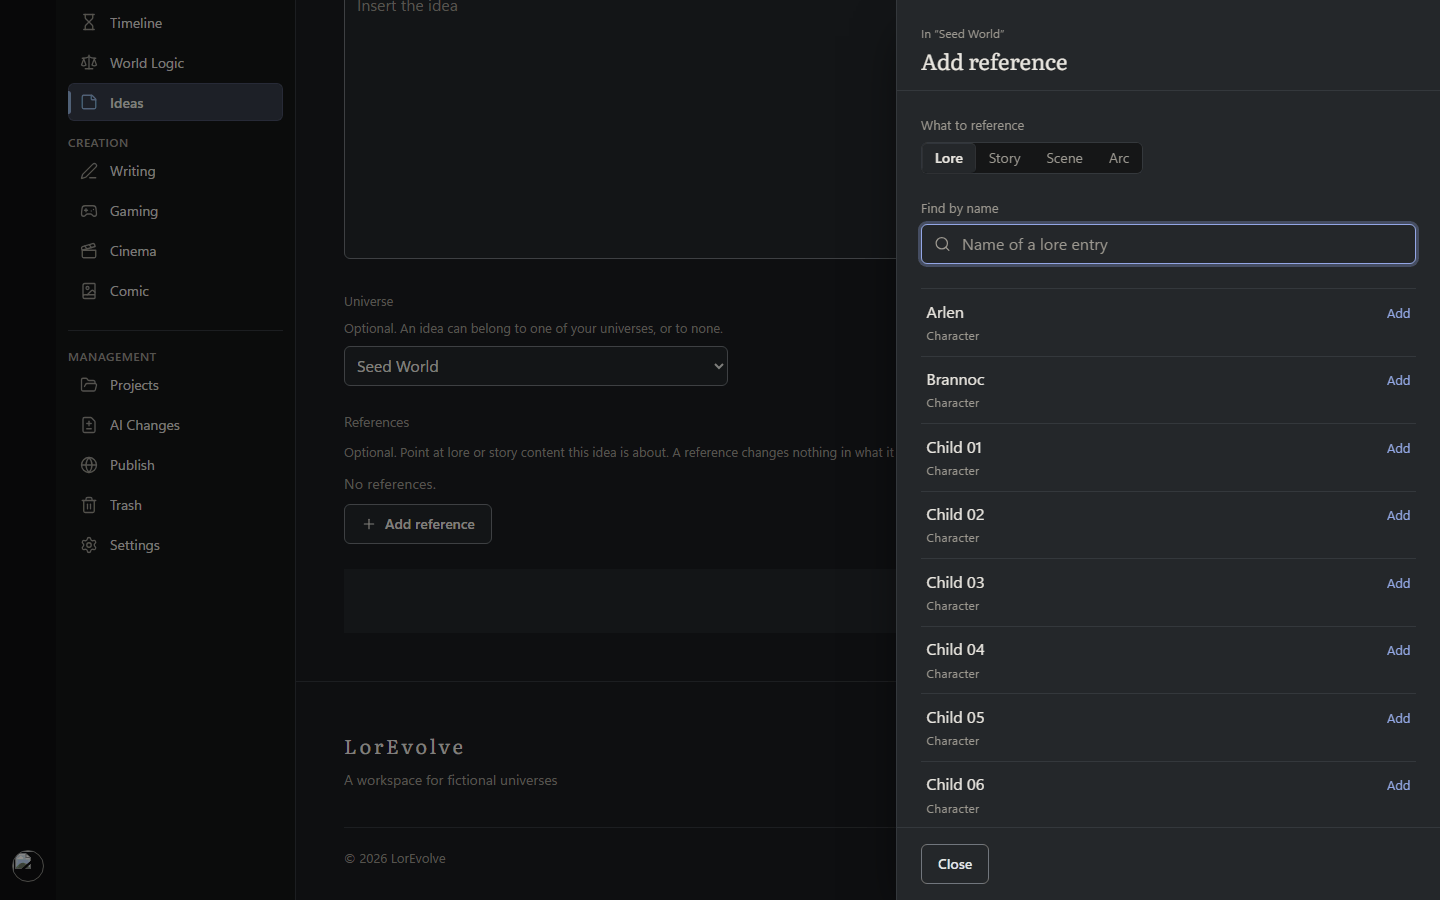 Timeline
World Logic
Ideas
CREATION
Writing
Gaming
Cinema
Comic
MANAGEMENT
Projects
AI Changes
Publish
Trash
Settings
Insert the idea
Universe
Optional. An idea can belong to one of your universes, or to none.
Seed World
References
Optional. Point at lore or story content this idea is about. A reference changes nothing in what it
No references.
Add reference
LorEvolve
A workspace for fictional universes
© 2026 LorEvolve
In "Seed World"
Add reference
What to reference
Lore Story Scene Arc
Find by name
Name of a lore entry
Arlen Add
Character
Brannoc Add
Character
Child 01 Add
Character
Child 02 Add
Character
Child 03 Add
Character
Child 04 Add
Character
Child 05 Add
Character
Child 06 Add
Character
Close